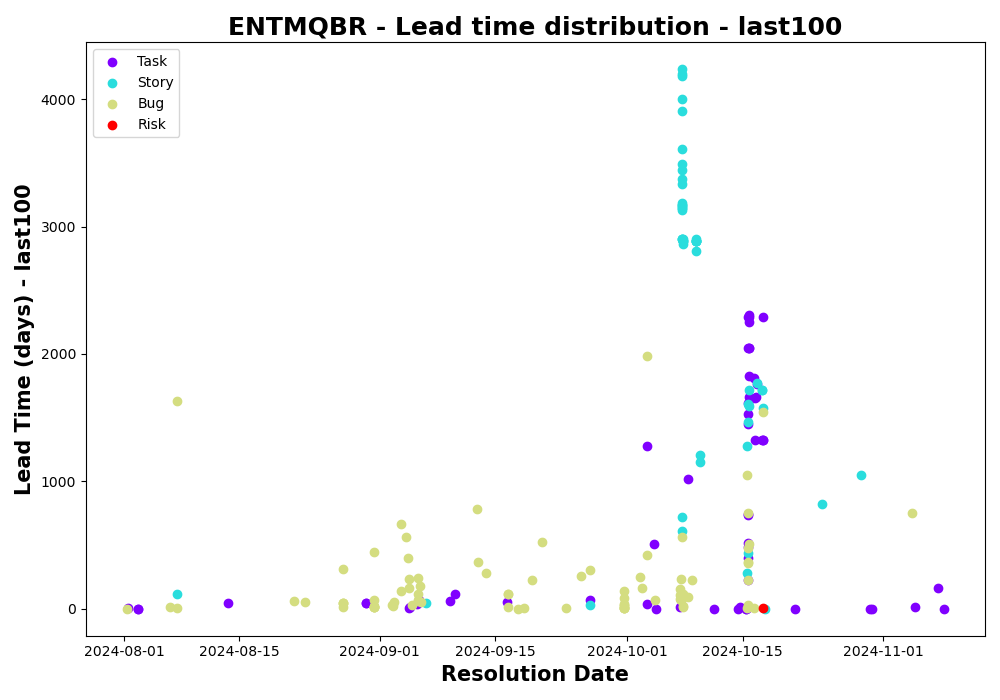 ENTMQBR - Lead time distribution - last100
Task
Story
Bug
Risk
Lead Time (days) - last100
4000
3000
2000
1000
0
2024-08-01
2024-08-15
2024-09-01
2024-09-15
2024-10-01
2024-10-15
2024-11-01
Resolution Date